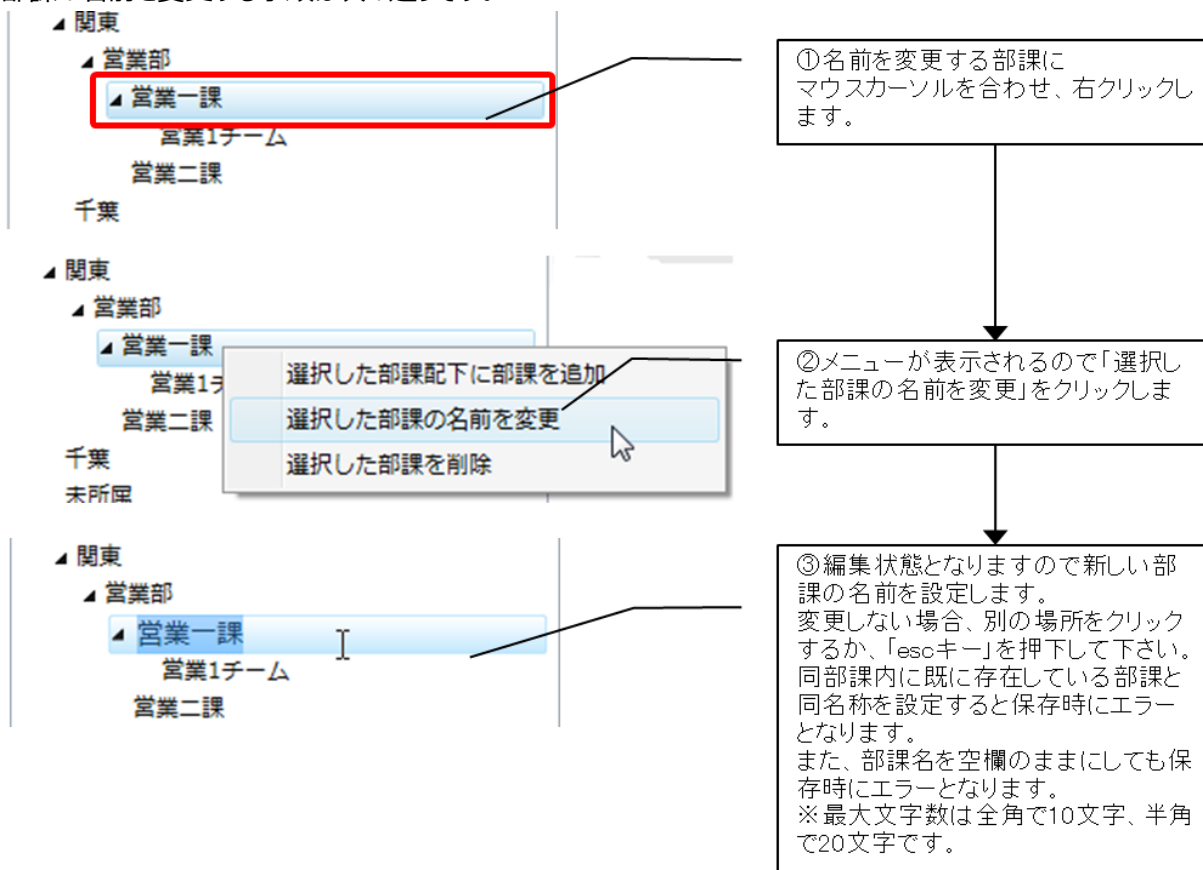 ▲ 関東
▲ 営業部
▲ 営業一課
営業1チーム
営業二課
千葉
①名前を変更する部課に
マウスカーソルを合わせ、右クリックし
ます。
▲ 関東
▲ 営業部
▲ 営業一課
営業1
営業二課
千葉
未所属
選択した部課配下に部課を追加
選択した部課の名前を変更
選択した部課を削除
②メニューが表示されるので「選択し
た部課の名前を変更」をクリックしま
す。
▲ 関東
▲ 営業部
▲ 営業一課
営業1チーム
営業二課
③編集状態となりますので新しい部
課の名前を設定します。
変更しない場合、別の場所をクリック
するか、「escキー」を押下して下さい。
同部課内に既に存在している部課と
同名称を設定すると保存時にエラー
となります。
また、部課名を空欄のままにしても保
存時にエラーとなります。
※最大文字数は全角で10文字、半角
で20文字です。